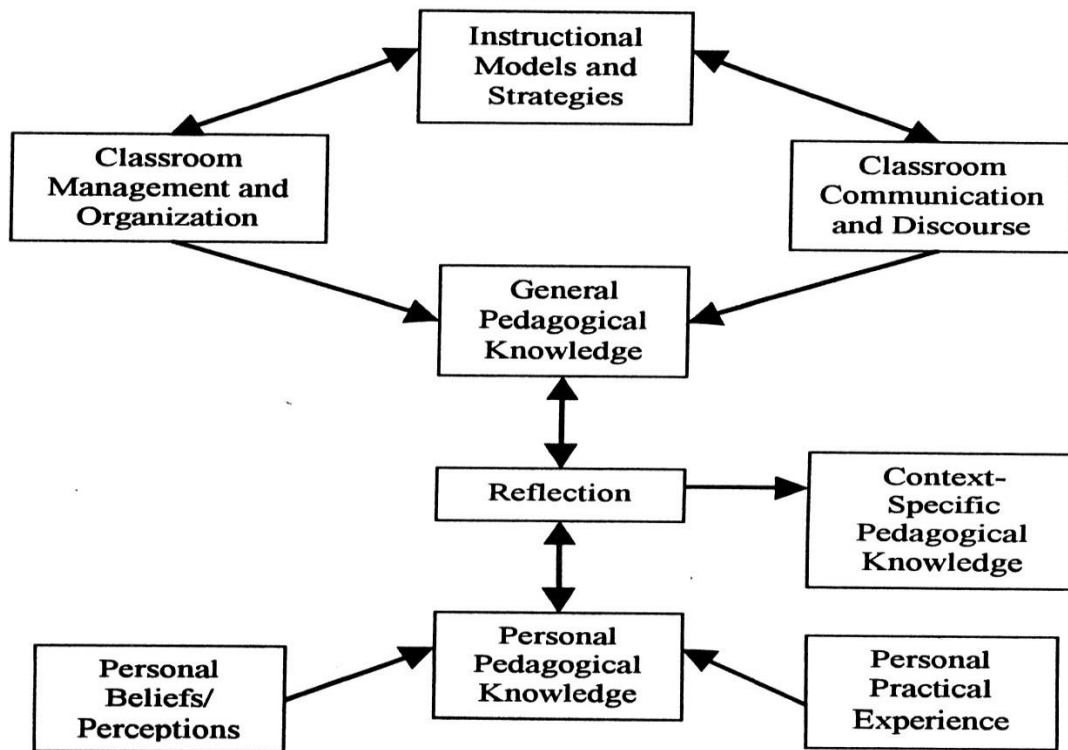 Instructional
Models and
Strategies
Classroom
Management and
Organization
Classroom
Communication
and Discourse
General
Pedagogical
Knowledge
Reflection
Context-
Specific
Pedagogical
Knowledge
Personal
Beliefs/
Perceptions
Personal
Pedagogical
Knowledge
Personal
Practical
Experience